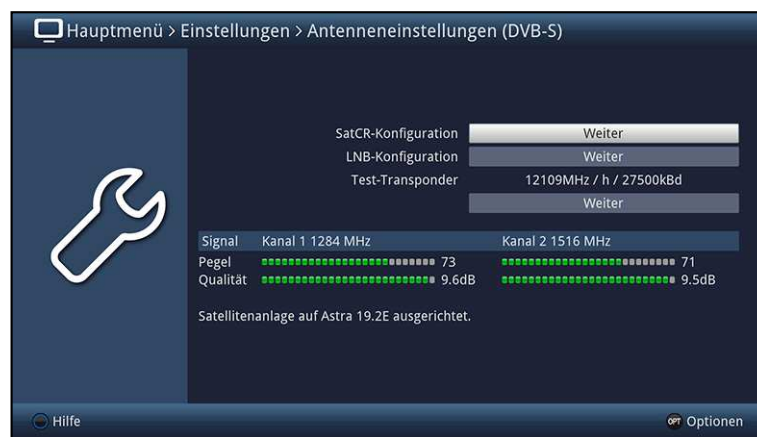 Hauptmenü > Einstellungen > Antenneneinstellungen (DVB-S)
SatCR-Konfiguration Weiter
LNB-Konfiguration Weiter
Test-Transponder 12109MHz / h / 27500kBd
Weiter
Signal Kanal 1 1284 MHz Kanal 2 1516 MHz
Pegel 73 71
Qualität 9.6dB 9.5dB
Satellitenanlage auf Astra 19.2E ausgerichtet.
Hilfe OPT Optionen